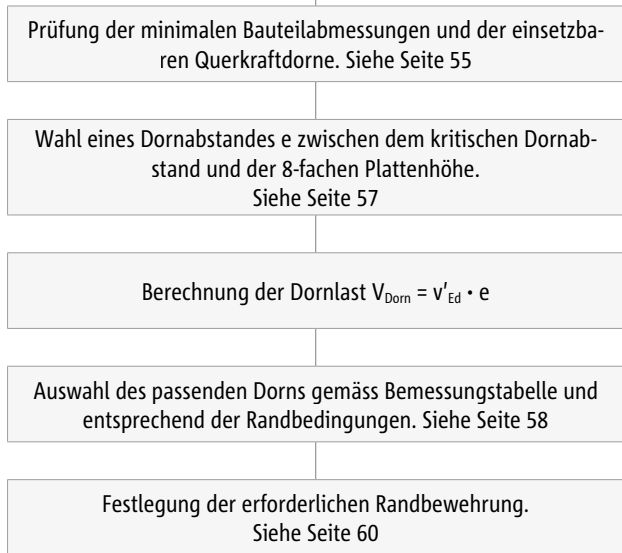 Prüfung der minimalen Bauteilabmessungen und der einsetzba-
ren Querkraftdorne. Siehe Seite 55
Wahl eines Dornabstandes e zwischen dem kritischen Dornab-
stand und der 8-fachen Plattenhöhe.
Siehe Seite 57
Berechnung der Dornlast V_Dorn = v′_Ed · e
Auswahl des passenden Dorns gemäss Bemessungstabelle und
entsprechend der Randbedingungen. Siehe Seite 58
Festlegung der erforderlichen Randbewehrung.
Siehe Seite 60